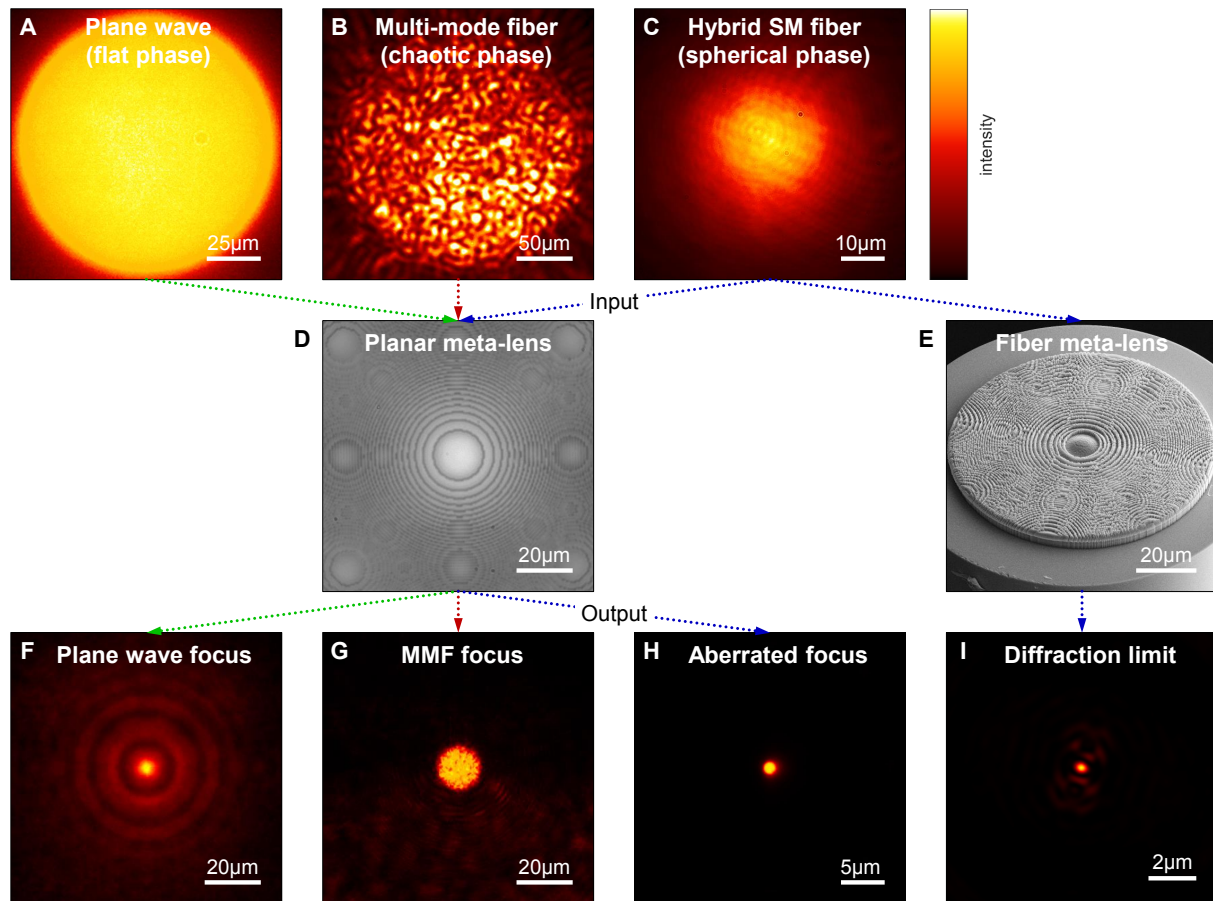 A Plane wave
(flat phase)
25µm
B Multi-mode fiber
(chaotic phase)
50µm
C Hybrid SM fiber
(spherical phase)
10µm
intensity
Input
D Planar meta-lens
20µm
E Fiber meta-lens
20µm
Output
F Plane wave focus
20µm
G MMF focus
20µm
H Aberrated focus
5µm
I Diffraction limit
2µm